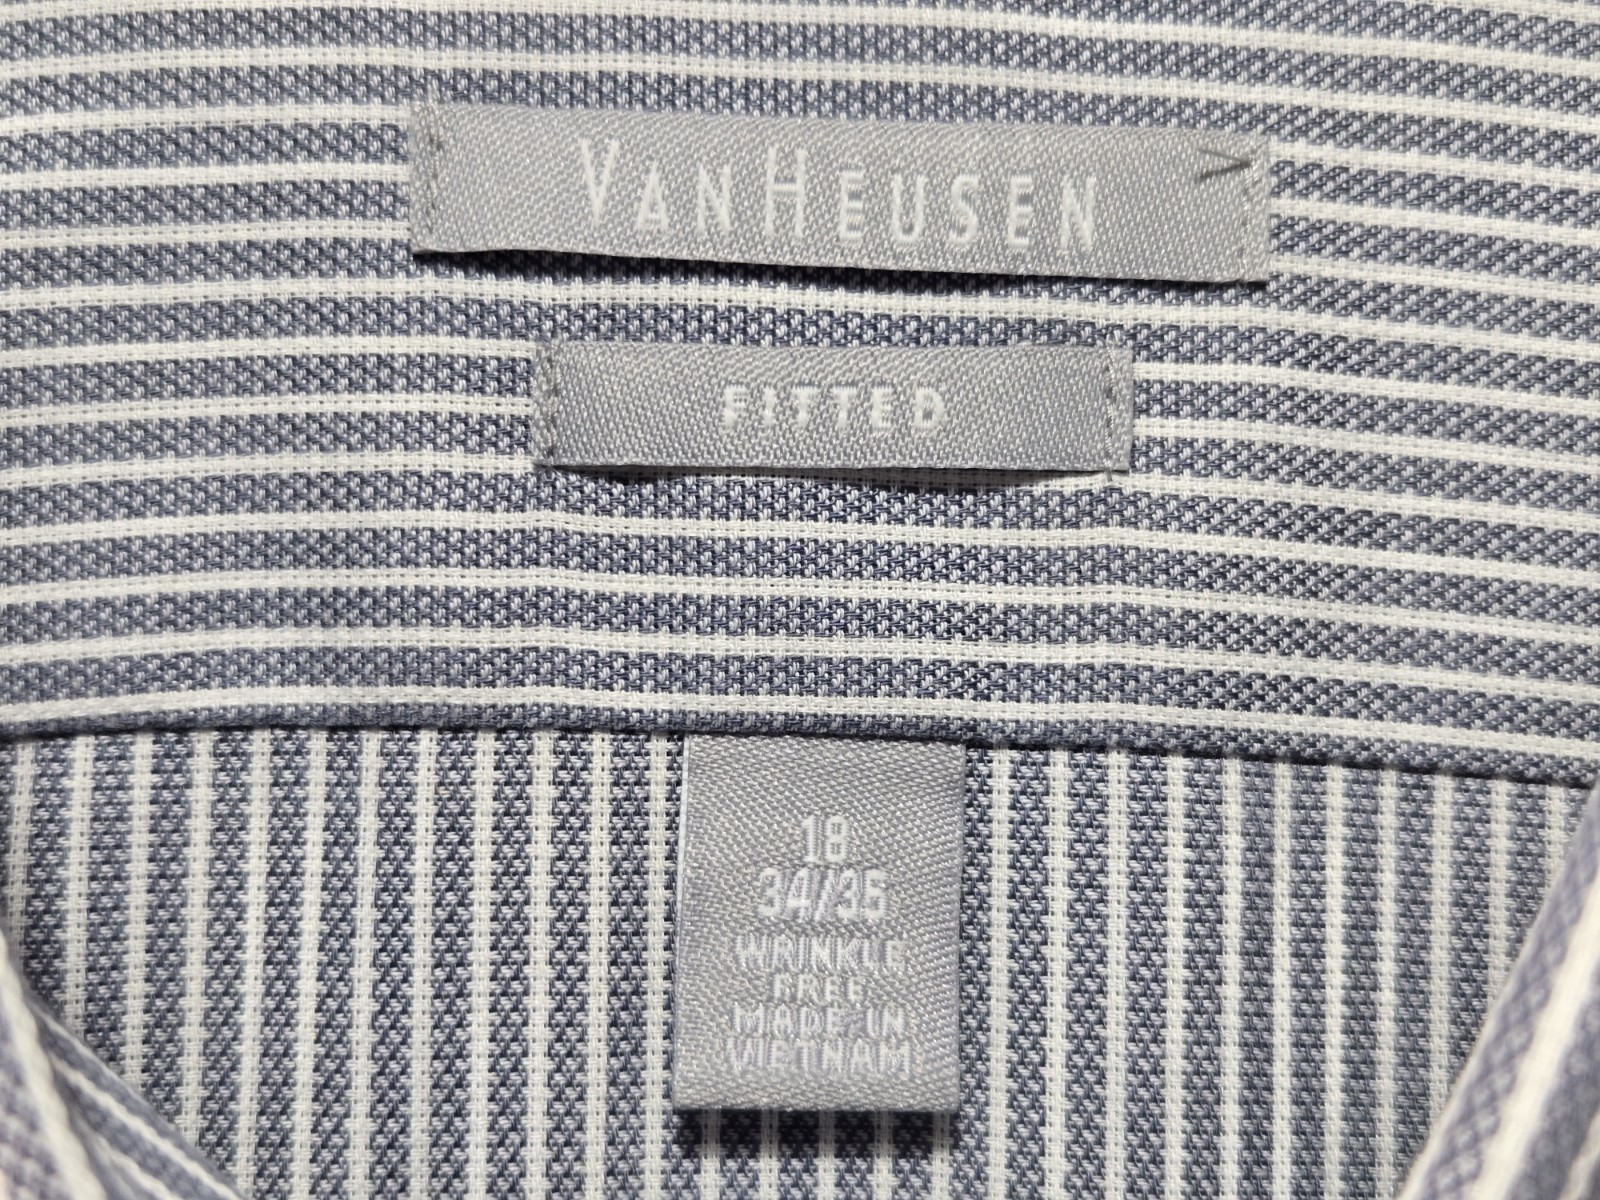 VANHEUSEN
FITTED
18
34/35
WRINKLE
FREE
MADE IN
VIETNAM